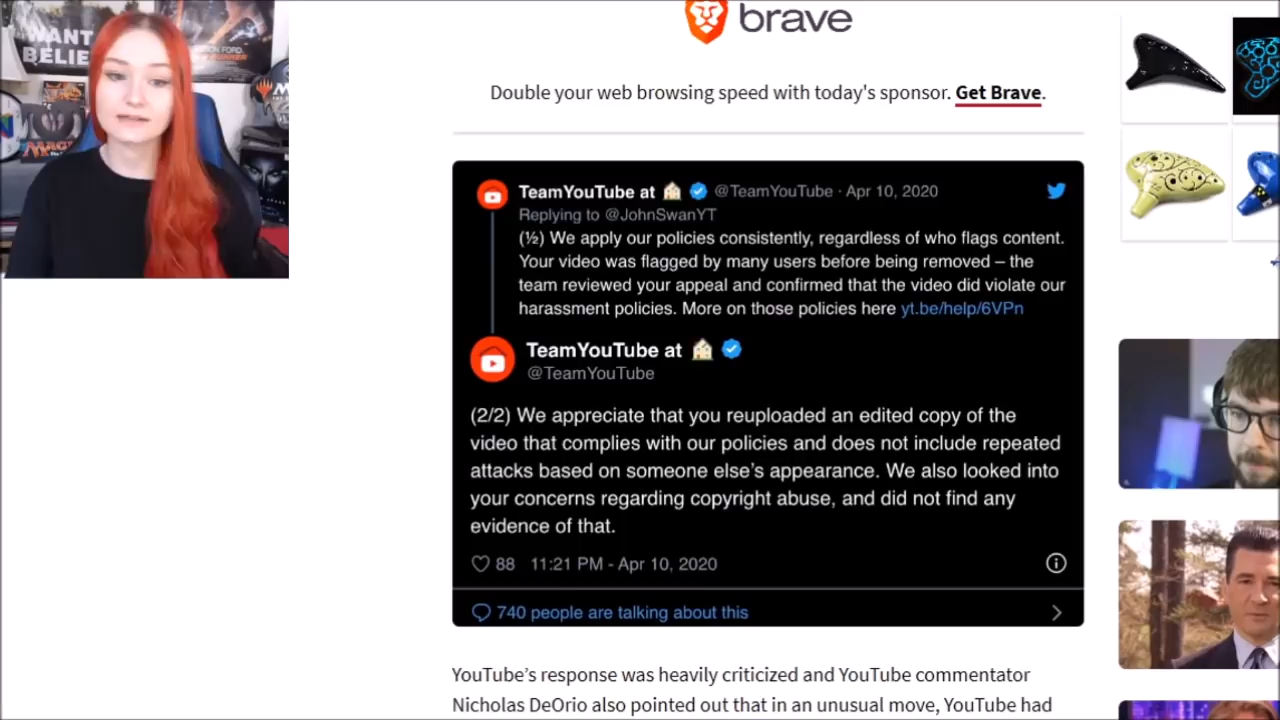 WANT
BELIE
ON FORD.
MAGIC
brave
Double your web browsing speed with today's sponsor. Get Brave.
TeamYouTube at 🏠 @TeamYouTube · Apr 10, 2020
Replying to @JohnSwanYT
(½) We apply our policies consistently, regardless of who flags content.
Your video was flagged by many users before being removed – the
team reviewed your appeal and confirmed that the video did violate our
harassment policies. More on those policies here yt.be/help/6VPn
TeamYouTube at 🏠
@TeamYouTube
(2/2) We appreciate that you reuploaded an edited copy of the
video that complies with our policies and does not include repeated
attacks based on someone else's appearance. We also looked into
your concerns regarding copyright abuse, and did not find any
evidence of that.
88 11:21 PM - Apr 10, 2020
740 people are talking about this
YouTube's response was heavily criticized and YouTube commentator
Nicholas DeOrio also pointed out that in an unusual move, YouTube had